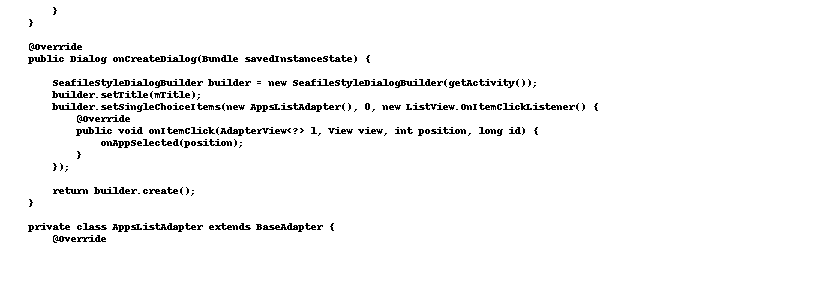 }
    }

    @Override
    public Dialog onCreateDialog(Bundle savedInstanceState) {

        SeafileStyleDialogBuilder builder = new SeafileStyleDialogBuilder(getActivity());
        builder.setTitle(mTitle);
        builder.setSingleChoiceItems(new AppsListAdapter(), 0, new ListView.OnItemClickListener() {
            @Override
            public void onItemClick(AdapterView<?> l, View view, int position, long id) {
                onAppSelected(position);
            }
        });

        return builder.create();
    }

    private class AppsListAdapter extends BaseAdapter {
        @Override